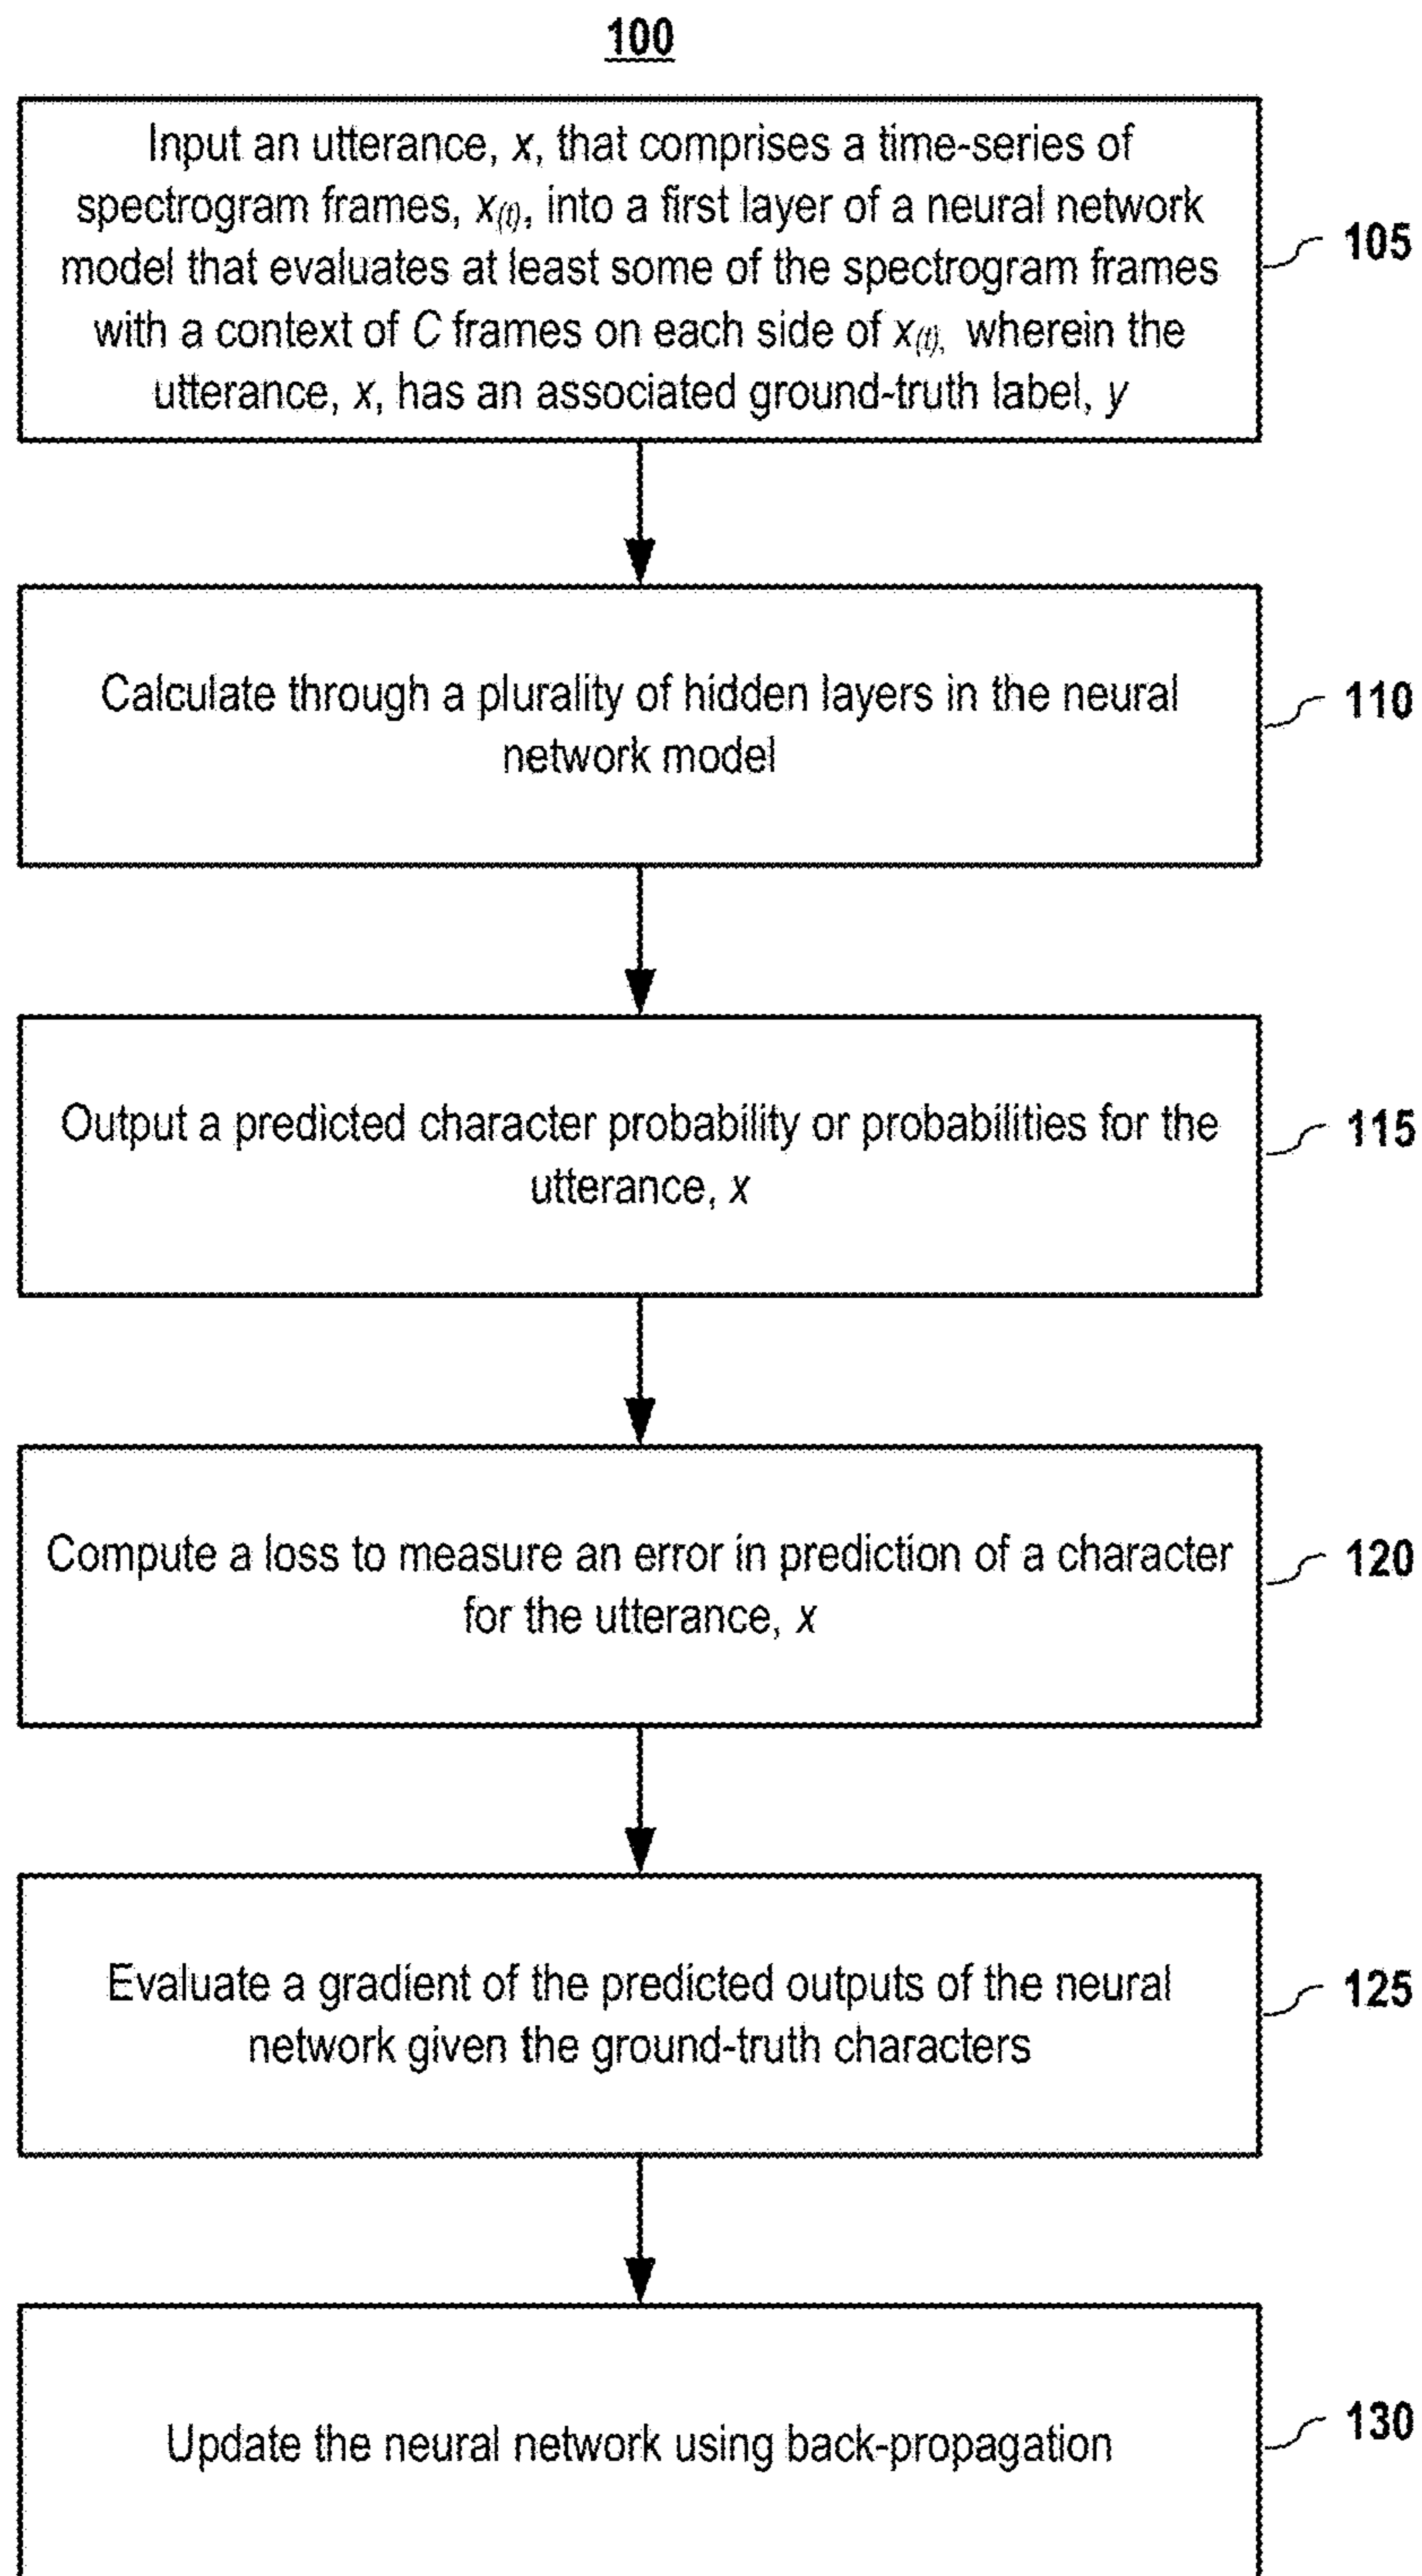 100
Input an utterance, x, that comprises a time-series of
spectrogram frames, x(t), into a first layer of a neural network
model that evaluates at least some of the spectrogram frames
with a context of C frames on each side of x(t), wherein the
utterance, x, has an associated ground-truth label, y
105
Calculate through a plurality of hidden layers in the neural
network model
110
Output a predicted character probability or probabilities for the
utterance, x
115
Compute a loss to measure an error in prediction of a character
for the utterance, x
120
Evaluate a gradient of the predicted outputs of the neural
network given the ground-truth characters
125
Update the neural network using back-propagation
130